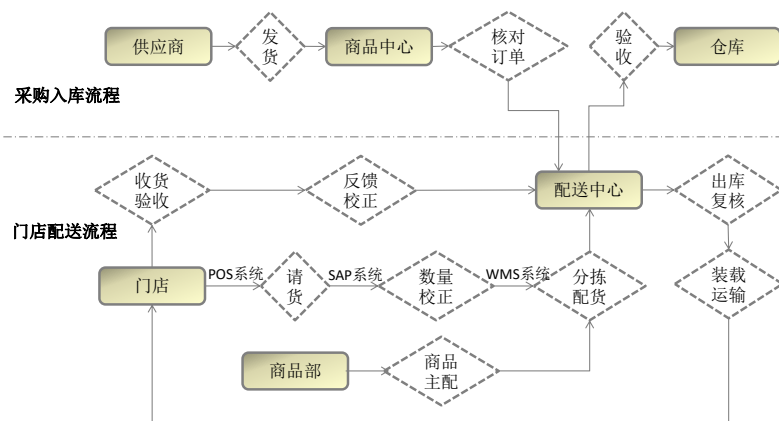 供应商
发
货
商品中心
核对
订单
验
收
仓库
采购入库流程
收货
验收
反馈
校正
配送中心
出库
复核
门店配送流程
门店
POS系统
请
货
SAP系统
数量
校正
WMS系统
分拣
配货
装载
运输
商品部
商品
主配